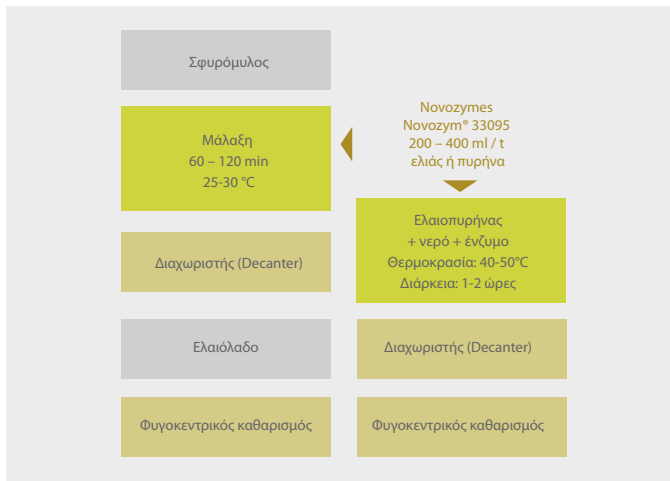 Σφυρόμυλος
Μάλαξη
60 – 120 min
25-30 °C
Novozymes
Novozym® 33095
200 – 400 ml / t
ελιάς ή πυρήνα
Διαχωριστής (Decanter)
Ελαιοπυρήνας
+ νερό + ένζυμο
Θερμοκρασία: 40-50°C
Διάρκεια: 1-2 ώρες
Ελαιόλαδο
Διαχωριστής (Decanter)
Φυγοκεντρικός καθαρισμός
Φυγοκεντρικός καθαρισμός